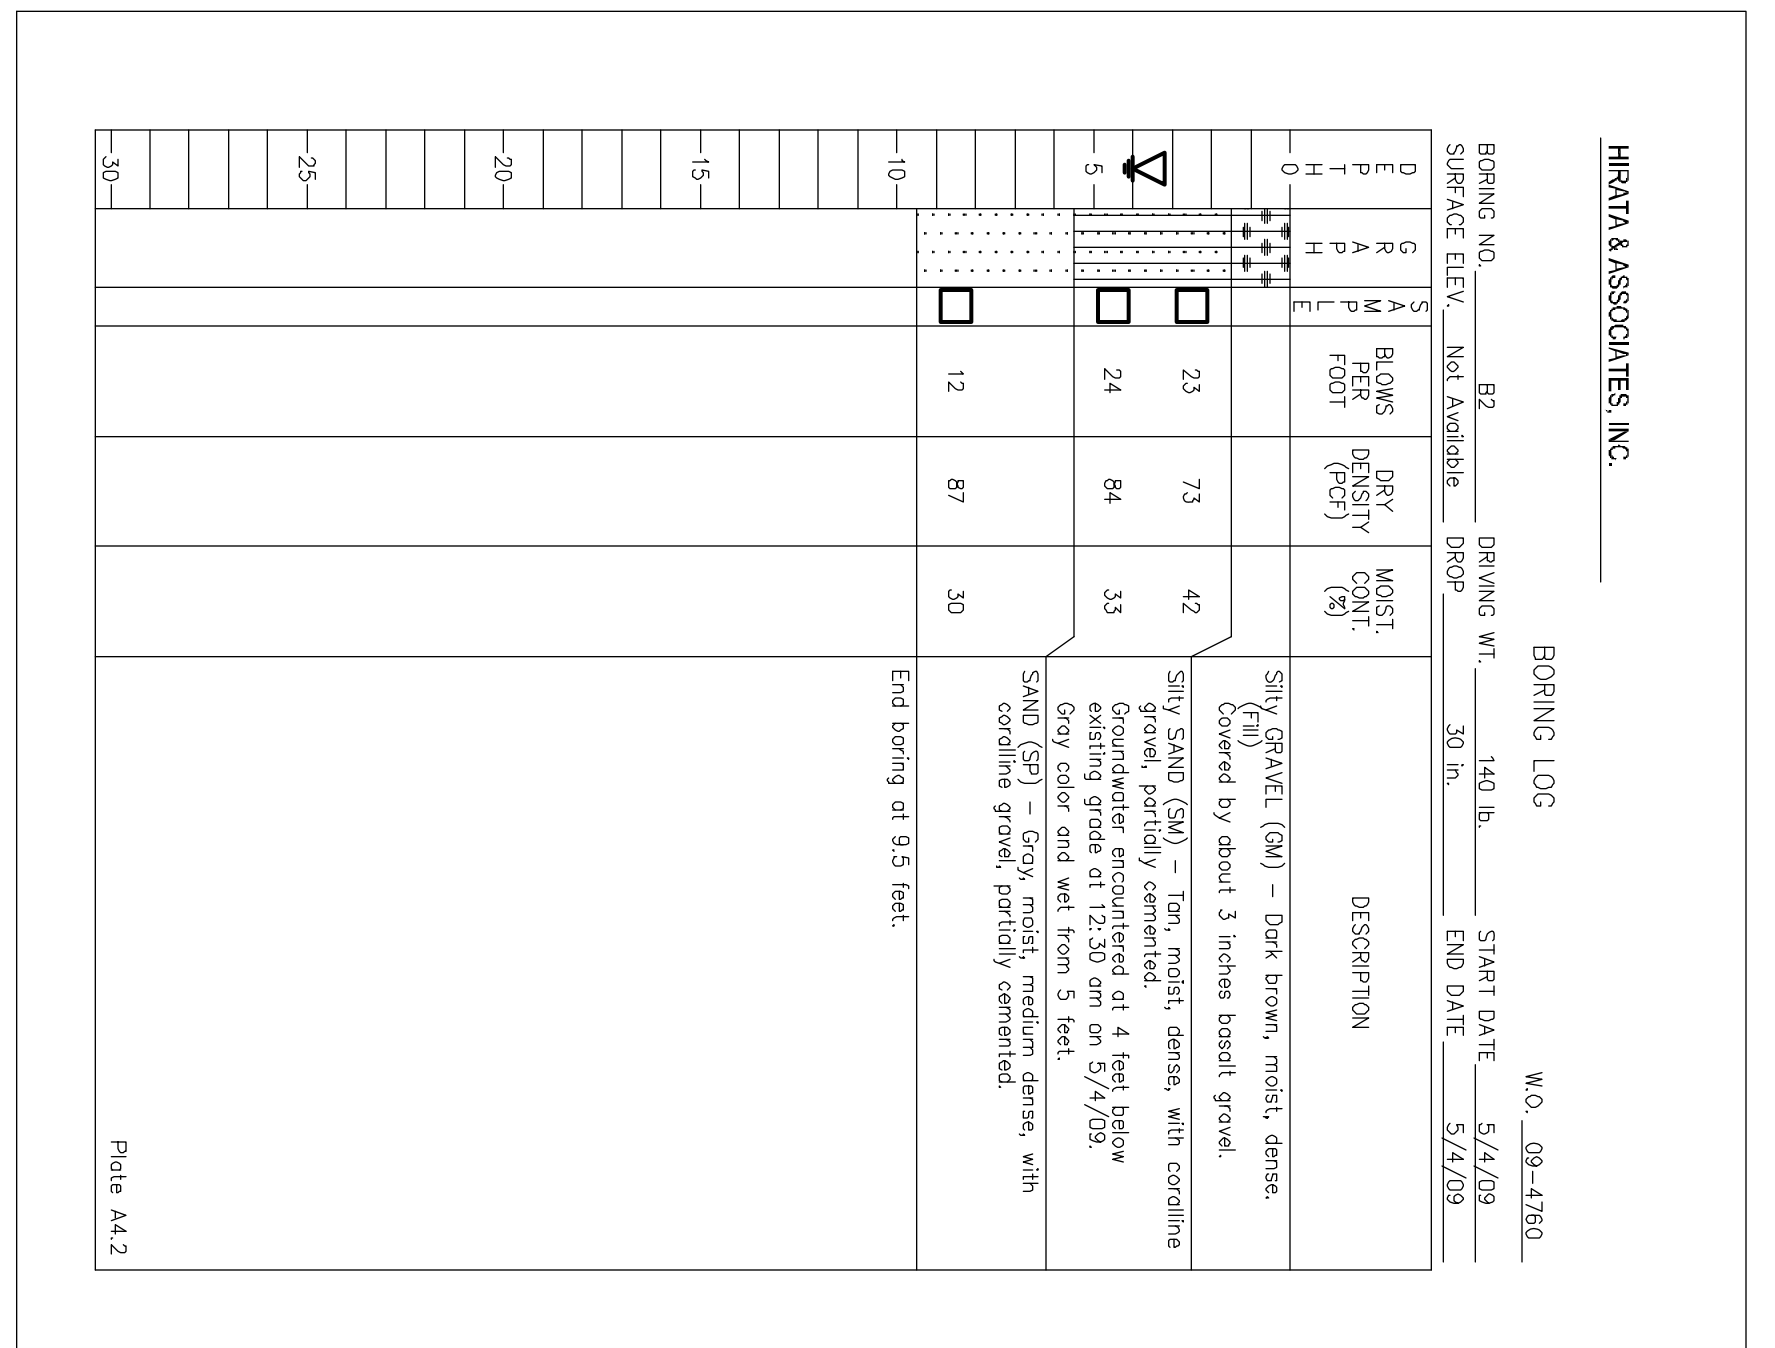 HIRATA & ASSOCIATES, INC.
BORING LOG
W.O. 09-4760
BORING NO. B2 DRIVING WT. 140 lb. START DATE 5/4/09
SURFACE ELEV. Not Available DROP 30 in. END DATE 5/4/09
DEPTH
GRAPH
SAMPLE
BLOWS
PER
FOOT
DRY
DENSITY
(PCF)
MOIST.
CONT.
(%)
DESCRIPTION
0
Silty GRAVEL (GM) – Dark brown, moist, dense.
(Fill)
Covered by about 3 inches basalt gravel.
23 73 42
Silty SAND (SM) – Tan, moist, dense, with coralline
gravel, partially cemented.
24 84 33
Groundwater encountered at 4 feet below
existing grade at 12:30 am on 5/4/09.
5
Gray color and wet from 5 feet.
SAND (SP) – Gray, moist, medium dense, with
coralline gravel, partially cemented.
12 87 30
10
End boring at 9.5 feet.
15
20
25
30
Plate A4.2